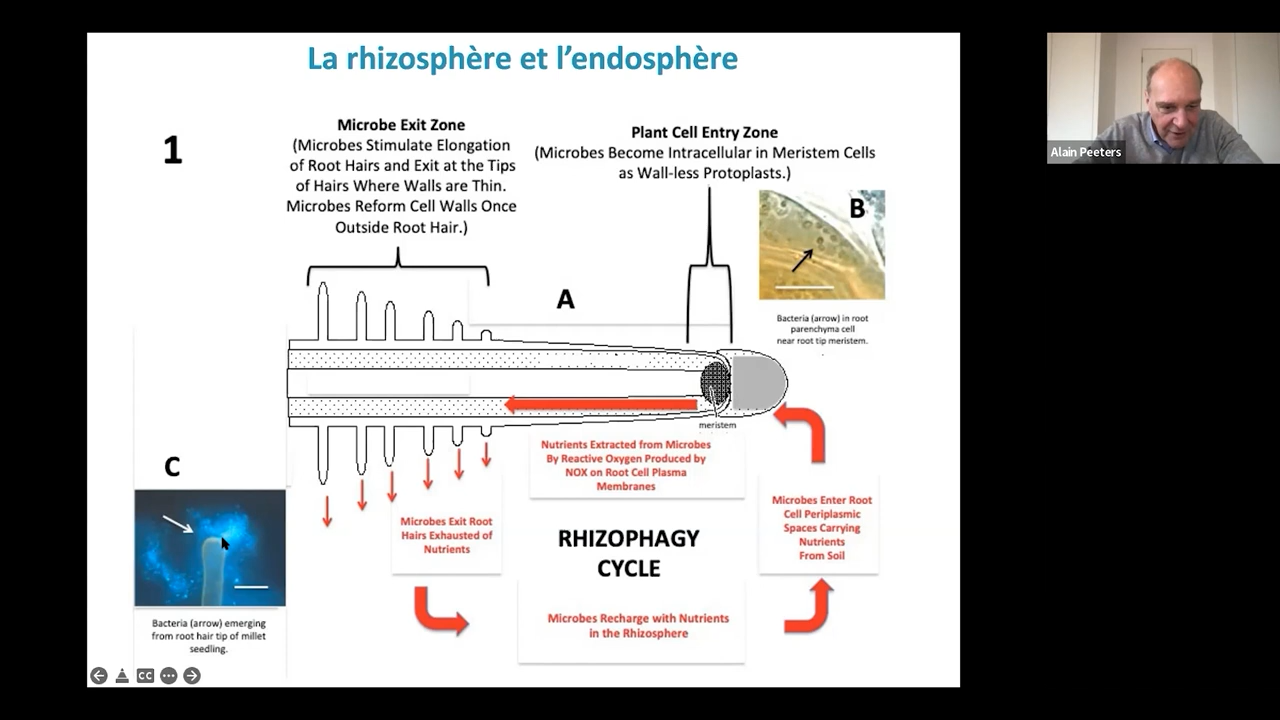 La rhizosphère et l'endosphère
1
Microbe Exit Zone
(Microbes Stimulate Elongation
of Root Hairs and Exit at the Tips
of Hairs Where Walls are Thin.
Microbes Reform Cell Walls Once
Outside Root Hair.)
Plant Cell Entry Zone
(Microbes Become Intracellular in Meristem Cells
as Wall-less Protoplasts.)
Alain Peeters
B
A
Bacteria (arrow) in root
parenchyma cell
near root tip meristem.
meristem
Nutrients Extracted from Microbes
By Reactive Oxygen Produced by
NOX on Root Cell Plasma
Membranes
C
Microbes Exit Root
Hairs Exhausted of
Nutrients
RHIZOPHAGY
CYCLE
Microbes Enter Root
Cell Periplasmic
Spaces Carrying
Nutrients
From Soil
Microbes Recharge with Nutrients
in the Rhizosphere
Bacteria (arrow) emerging
from root hair tip of millet
seedling.
CC